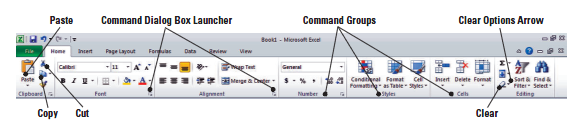 Paste Command Dialog Box Launcher Command Groups Clear Options Arrow
Book1 - Microsoft Excel
File Home Insert Page Layout Formulas Data Review View
Calibri 11 A A Wrap Text General
Paste B I U Merge & Center $ % , Conditional Formatting Format as Table Cell Styles Insert Delete Format Σ Sort & Filter Find & Select
Clipboard Font Alignment Number Styles Cells Editing
Copy Cut Clear